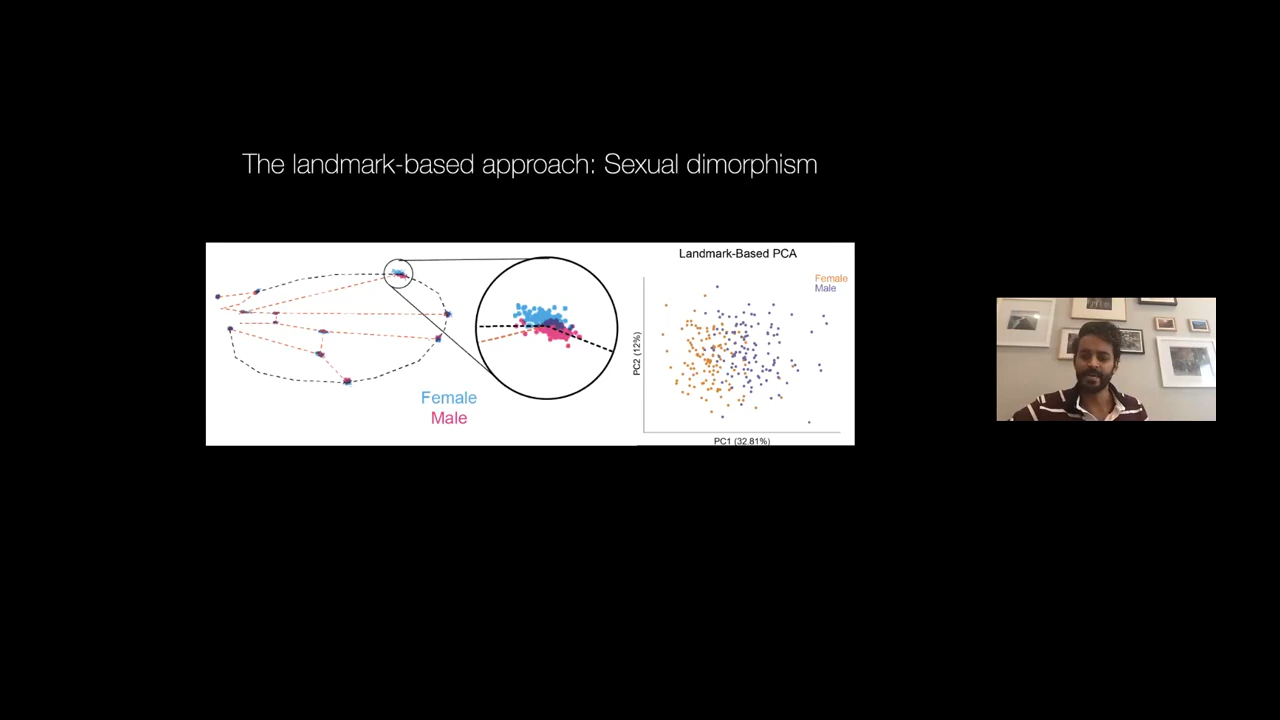 The landmark-based approach: Sexual dimorphism
Female
Male
Landmark-Based PCA
Female
Male
PC2 (12%)
PC1 (32.81%)